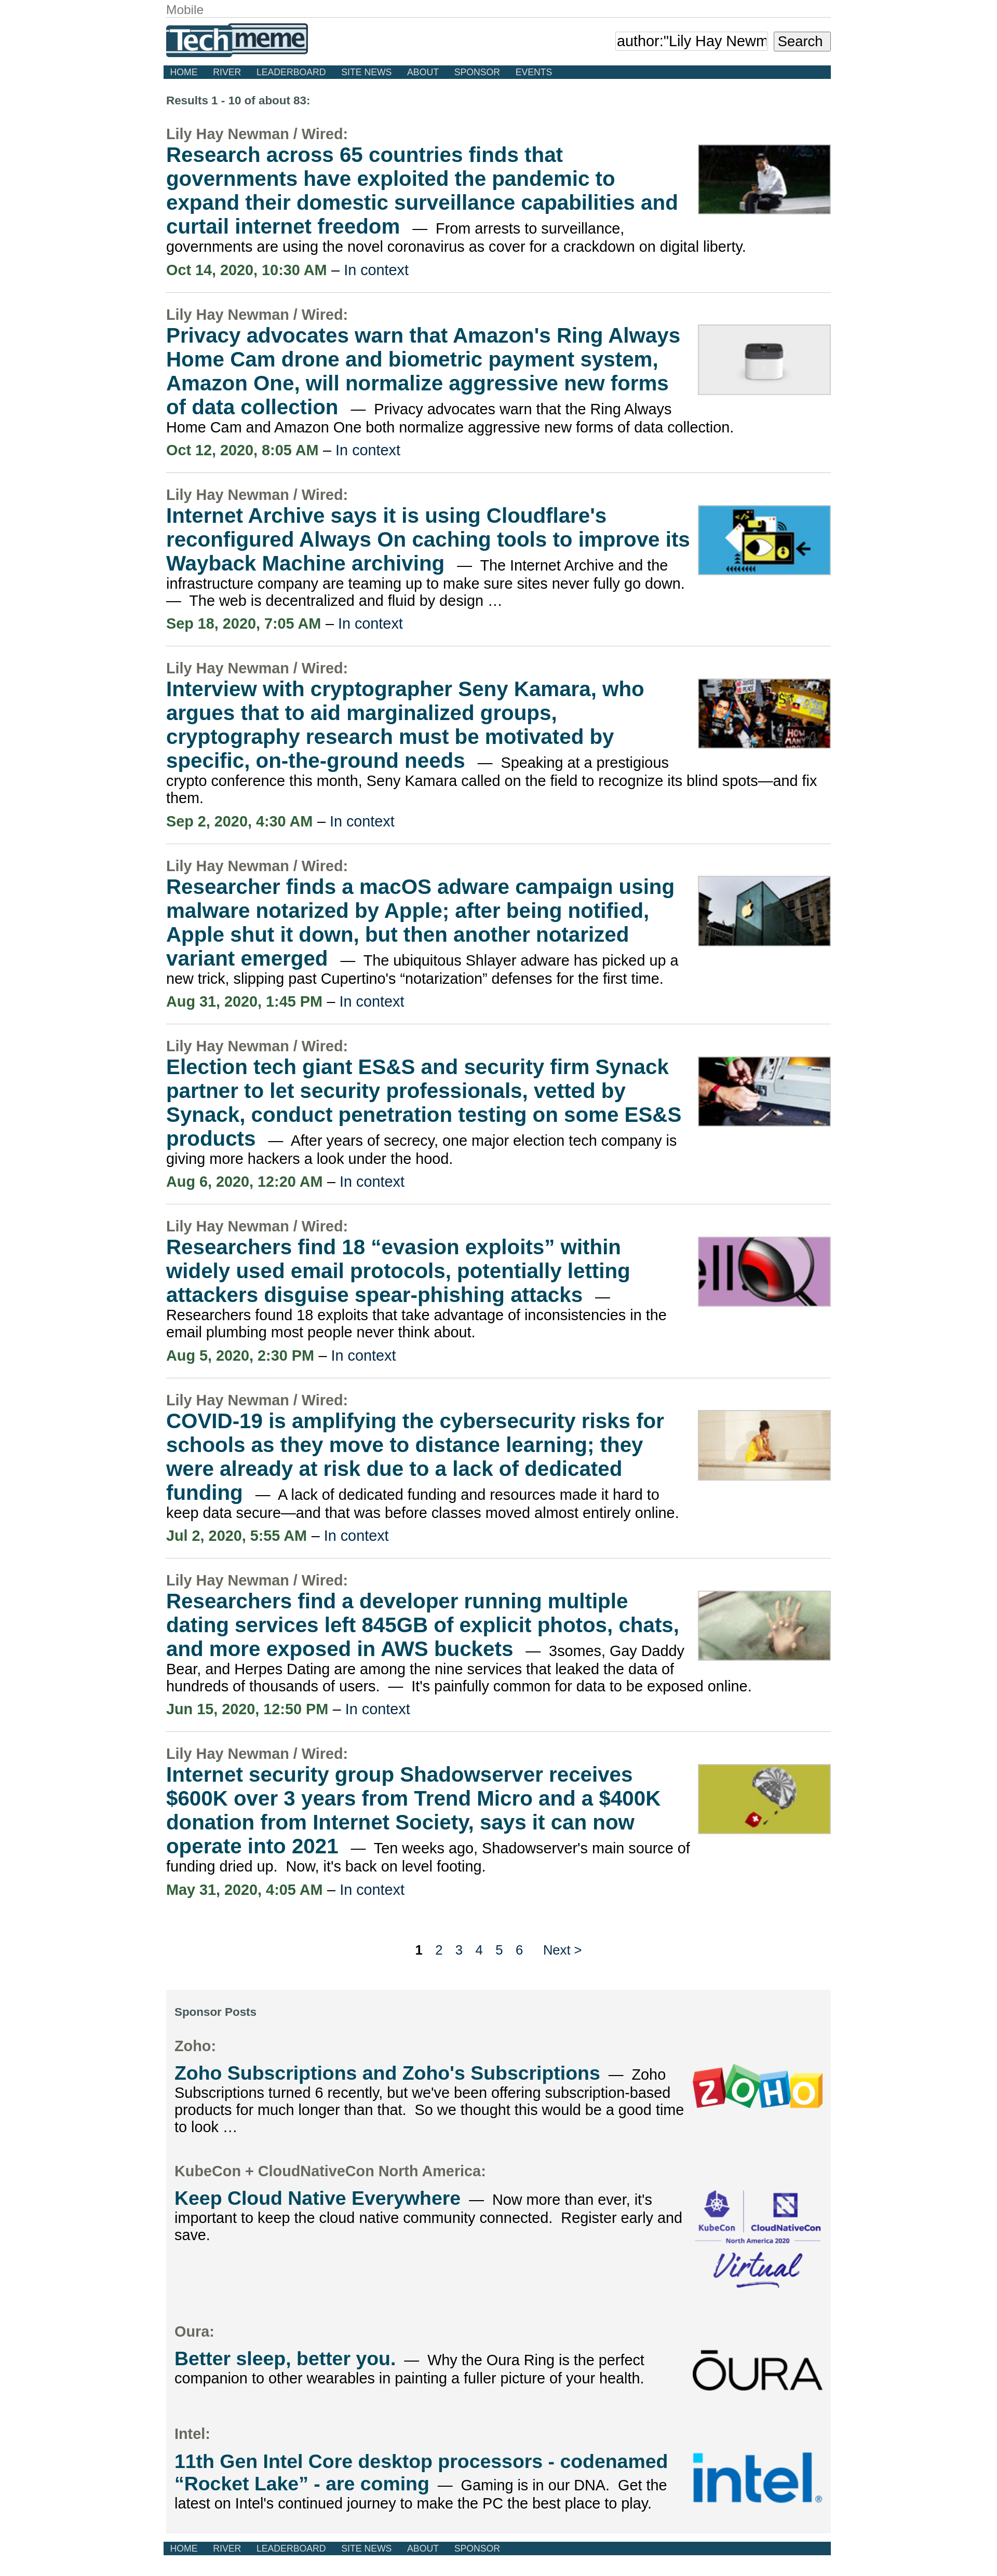 Mobile
Techmeme
author:"Lily Hay Newm
Search
HOME RIVER LEADERBOARD SITE NEWS ABOUT SPONSOR EVENTS
Results 1 - 10 of about 83:
Lily Hay Newman / Wired:
Research across 65 countries finds that
governments have exploited the pandemic to
expand their domestic surveillance capabilities and
curtail internet freedom — From arrests to surveillance,
governments are using the novel coronavirus as cover for a crackdown on digital liberty.
Oct 14, 2020, 10:30 AM – In context
Lily Hay Newman / Wired:
Privacy advocates warn that Amazon's Ring Always
Home Cam drone and biometric payment system,
Amazon One, will normalize aggressive new forms
of data collection — Privacy advocates warn that the Ring Always
Home Cam and Amazon One both normalize aggressive new forms of data collection.
Oct 12, 2020, 8:05 AM – In context
Lily Hay Newman / Wired:
Internet Archive says it is using Cloudflare's
reconfigured Always On caching tools to improve its
Wayback Machine archiving — The Internet Archive and the
infrastructure company are teaming up to make sure sites never fully go down.
— The web is decentralized and fluid by design …
Sep 18, 2020, 7:05 AM – In context
Lily Hay Newman / Wired:
Interview with cryptographer Seny Kamara, who
argues that to aid marginalized groups,
cryptography research must be motivated by
specific, on-the-ground needs — Speaking at a prestigious
crypto conference this month, Seny Kamara called on the field to recognize its blind spots—and fix
them.
Sep 2, 2020, 4:30 AM – In context
HOW
MANY
Lily Hay Newman / Wired:
Researcher finds a macOS adware campaign using
malware notarized by Apple; after being notified,
Apple shut it down, but then another notarized
variant emerged — The ubiquitous Shlayer adware has picked up a
new trick, slipping past Cupertino's “notarization” defenses for the first time.
Aug 31, 2020, 1:45 PM – In context
Lily Hay Newman / Wired:
Election tech giant ES&S and security firm Synack
partner to let security professionals, vetted by
Synack, conduct penetration testing on some ES&S
products — After years of secrecy, one major election tech company is
giving more hackers a look under the hood.
Aug 6, 2020, 12:20 AM – In context
Lily Hay Newman / Wired:
Researchers find 18 “evasion exploits” within
widely used email protocols, potentially letting
attackers disguise spear-phishing attacks —
Researchers found 18 exploits that take advantage of inconsistencies in the
email plumbing most people never think about.
Aug 5, 2020, 2:30 PM – In context
Lily Hay Newman / Wired:
COVID-19 is amplifying the cybersecurity risks for
schools as they move to distance learning; they
were already at risk due to a lack of dedicated
funding — A lack of dedicated funding and resources made it hard to
keep data secure—and that was before classes moved almost entirely online.
Jul 2, 2020, 5:55 AM – In context
Lily Hay Newman / Wired:
Researchers find a developer running multiple
dating services left 845GB of explicit photos, chats,
and more exposed in AWS buckets — 3somes, Gay Daddy
Bear, and Herpes Dating are among the nine services that leaked the data of
hundreds of thousands of users. — It's painfully common for data to be exposed online.
Jun 15, 2020, 12:50 PM – In context
Lily Hay Newman / Wired:
Internet security group Shadowserver receives
$600K over 3 years from Trend Micro and a $400K
donation from Internet Society, says it can now
operate into 2021 — Ten weeks ago, Shadowserver's main source of
funding dried up. Now, it's back on level footing.
May 31, 2020, 4:05 AM – In context
1 2 3 4 5 6 Next >
Sponsor Posts
Zoho:
Zoho Subscriptions and Zoho's Subscriptions — Zoho
Subscriptions turned 6 recently, but we've been offering subscription-based
products for much longer than that. So we thought this would be a good time
to look …
ZOHO
KubeCon + CloudNativeCon North America:
Keep Cloud Native Everywhere — Now more than ever, it's
important to keep the cloud native community connected. Register early and
save.
KubeCon CloudNativeCon
North America 2020
Virtual
Oura:
Better sleep, better you. — Why the Oura Ring is the perfect
companion to other wearables in painting a fuller picture of your health.
ŌURA
Intel:
11th Gen Intel Core desktop processors - codenamed
“Rocket Lake” - are coming — Gaming is in our DNA. Get the
latest on Intel's continued journey to make the PC the best place to play.
intel®
HOME RIVER LEADERBOARD SITE NEWS ABOUT SPONSOR